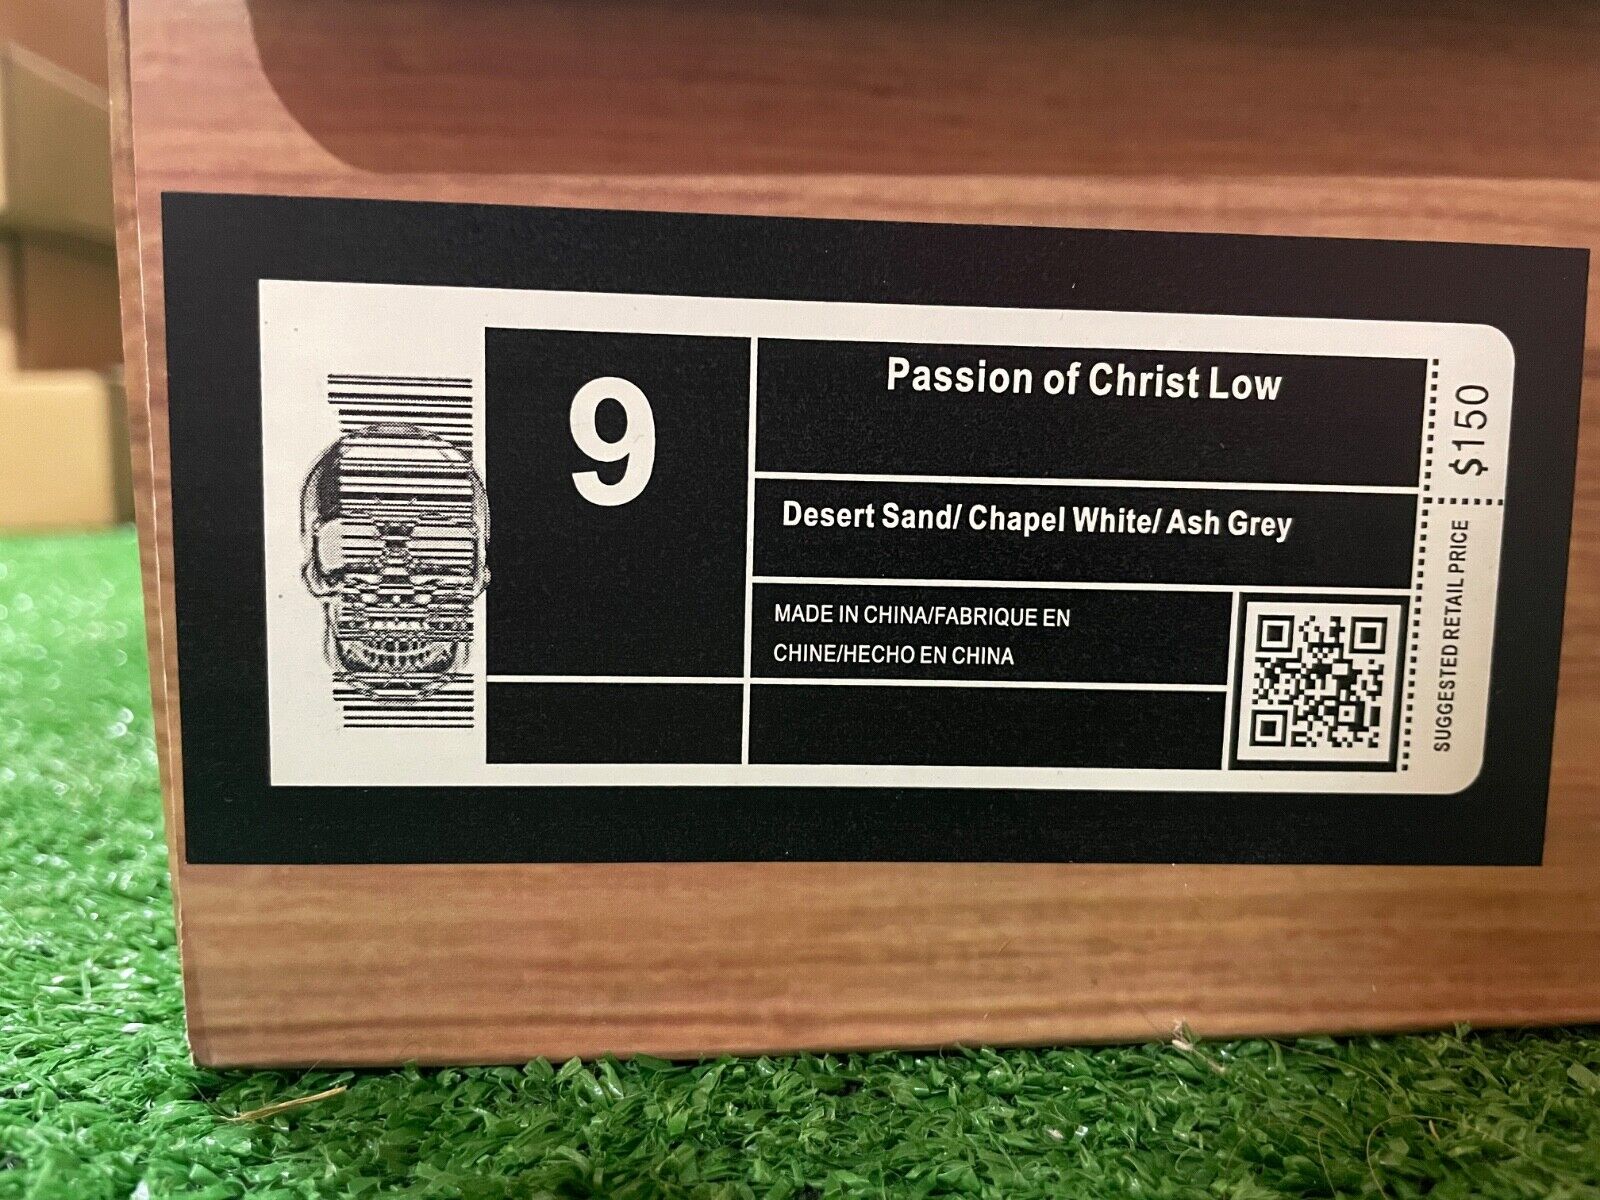 9
Passion of Christ Low
Desert Sand/ Chapel White/ Ash Grey
MADE IN CHINA/FABRIQUE EN
CHINE/HECHO EN CHINA
SUGGESTED RETAIL PRICE $150